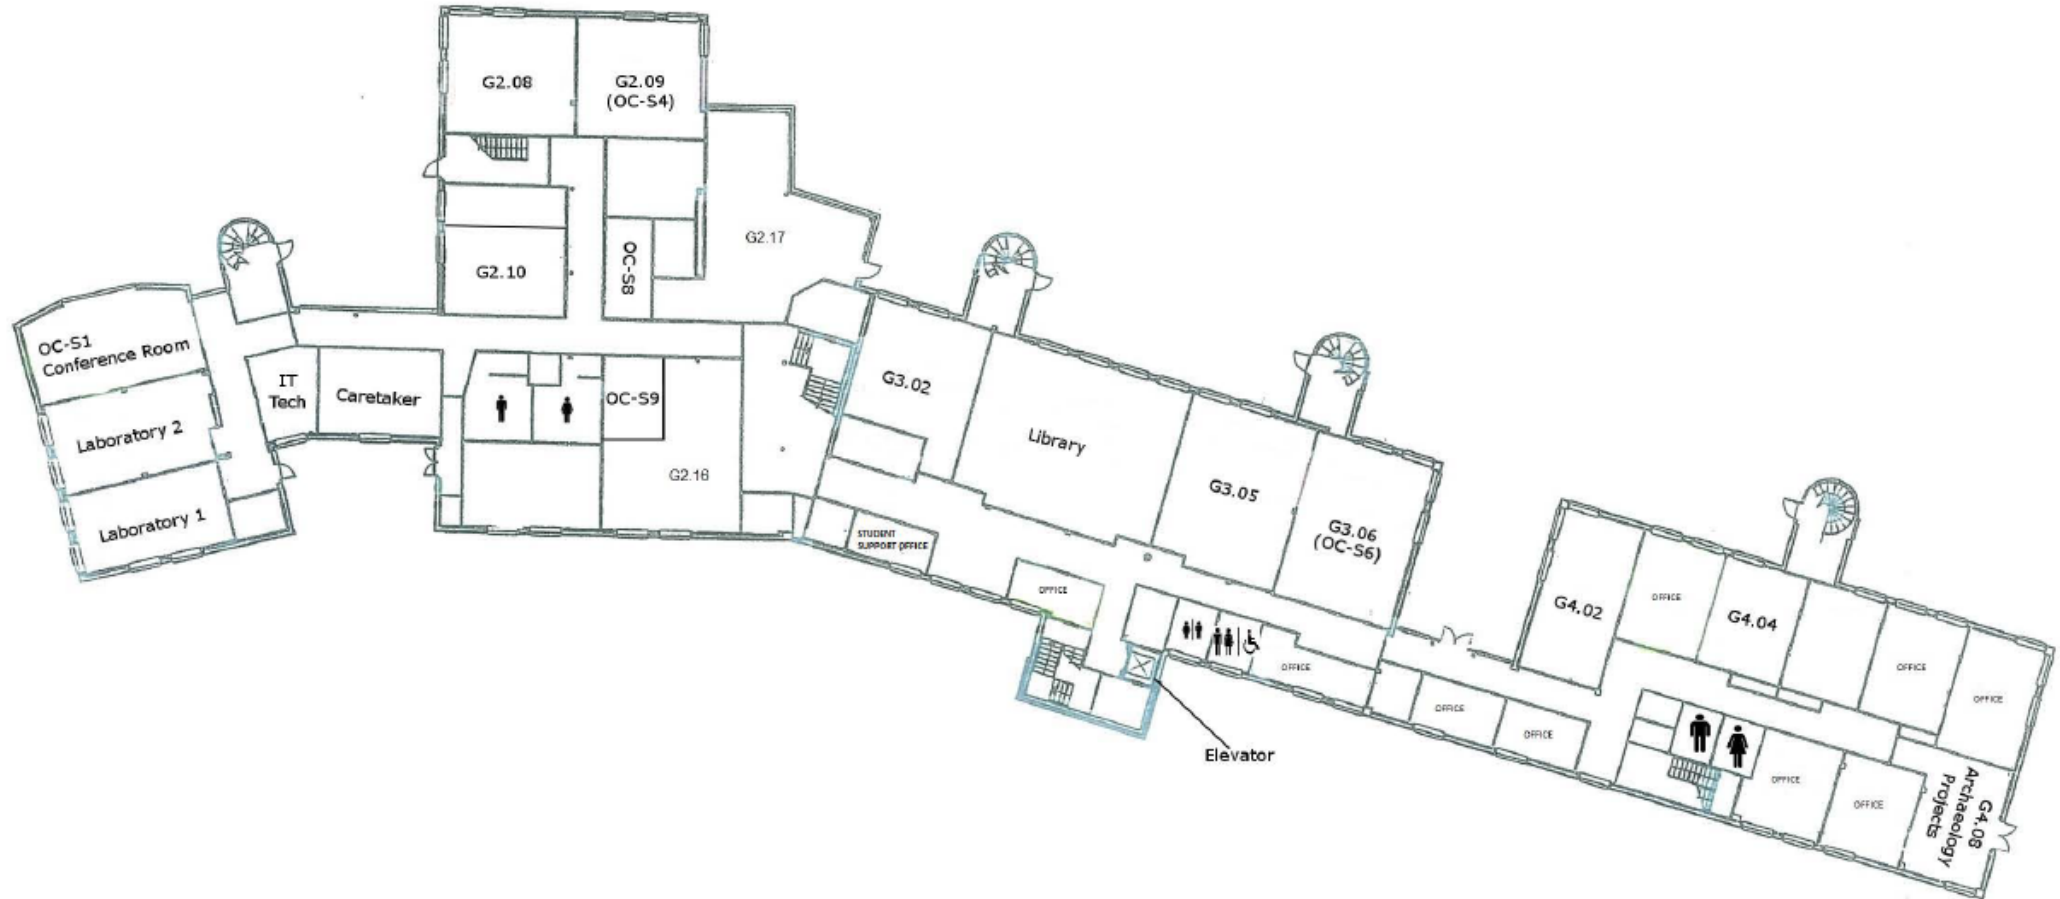 G2.08
G2.09
(OC-S4)
G2.17
OC-S8
G2.10
OC-S1
Conference Room
IT
Tech
Caretaker
OC-S9
Laboratory 2
Laboratory 1
G2.16
G3.02
Library
G3.05
G3.06
(OC-S6)
STUDENT
SUPPORT OFFICE
OFFICE
OFFICE
Elevator
G4.02
OFFICE
G4.04
OFFICE
OFFICE
OFFICE
OFFICE
OFFICE
OFFICE
G4.08
Archaeology
Projects